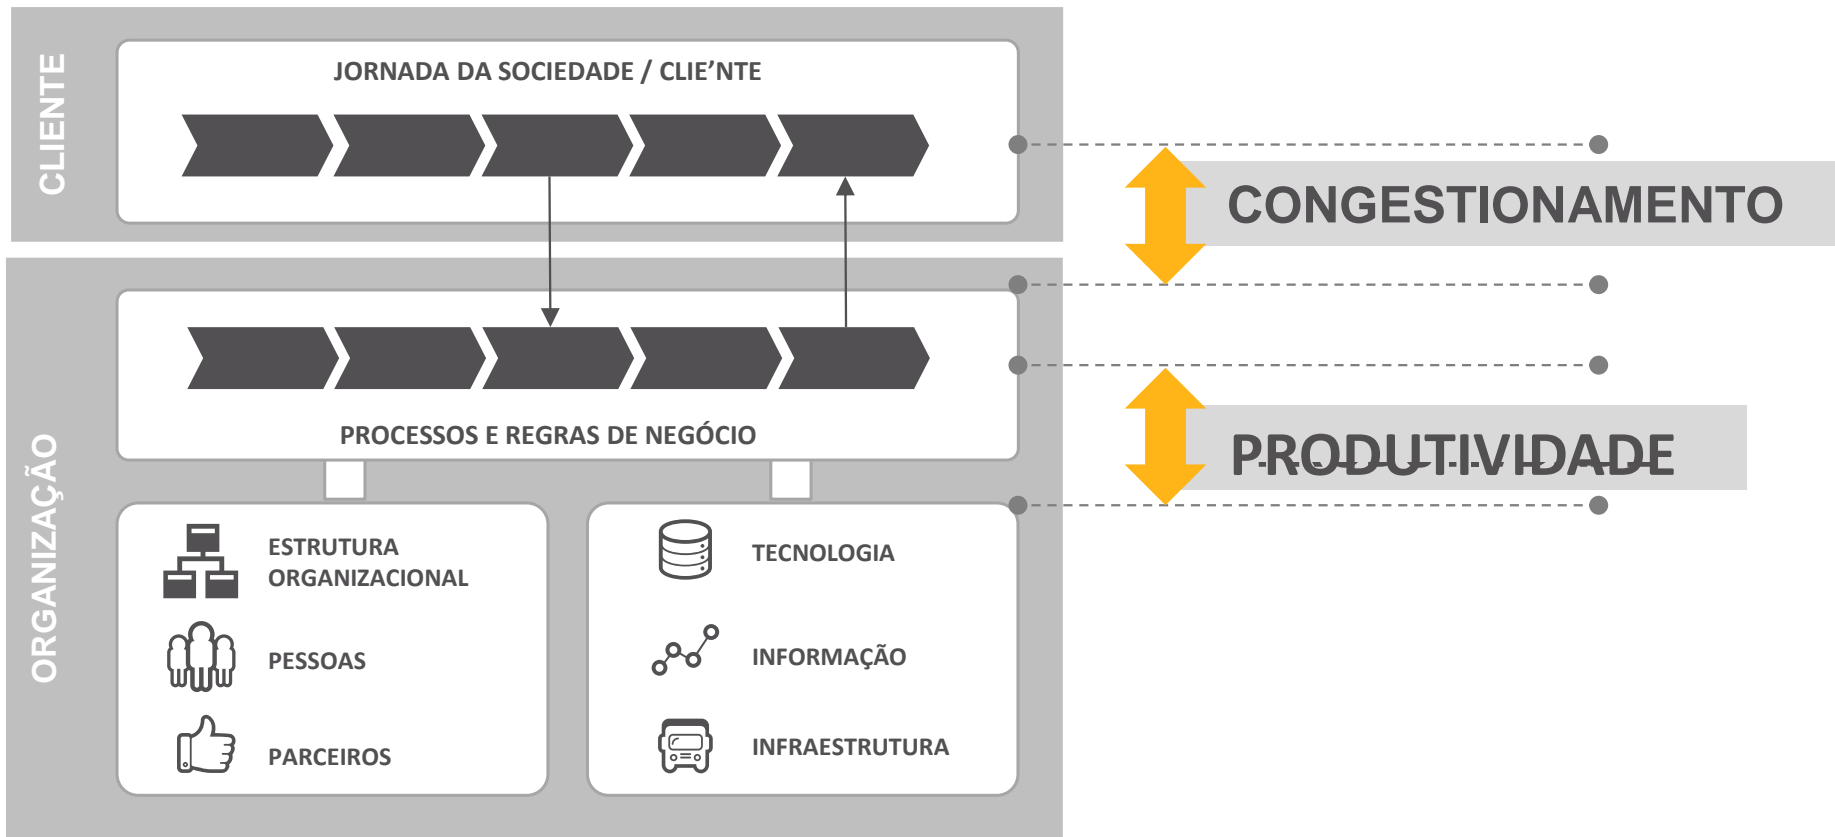 CLIENTE
JORNADA DA SOCIEDADE / CLIE’NTE
CONGESTIONAMENTO
ORGANIZAÇÃO
PROCESSOS E REGRAS DE NEGÓCIO
PRODUTIVIDADE
ESTRUTURA
ORGANIZACIONAL
PESSOAS
PARCEIROS
TECNOLOGIA
INFORMAÇÃO
INFRAESTRUTURA